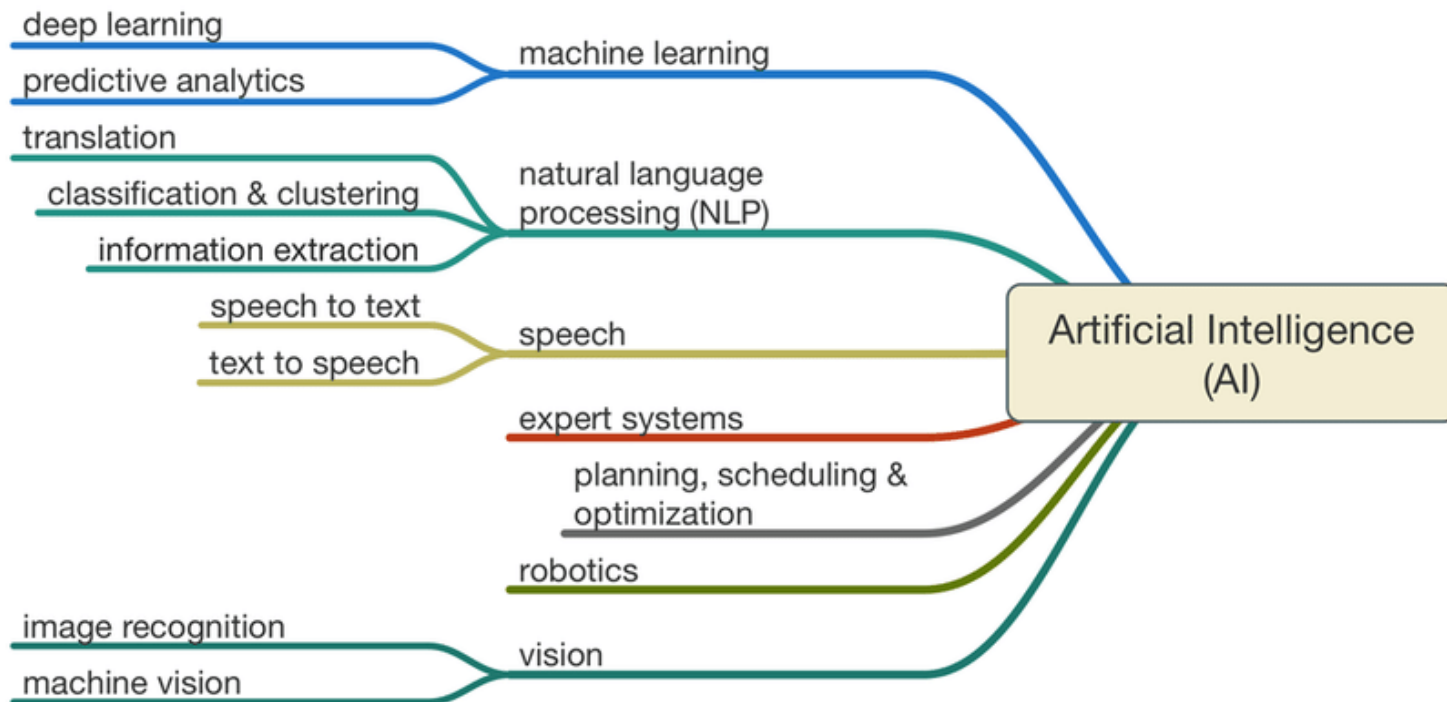 deep learning
machine learning
predictive analytics
translation
natural language
processing (NLP)
classification & clustering
information extraction
speech to text
speech
text to speech
Artificial Intelligence
(AI)
expert systems
planning, scheduling &
optimization
robotics
image recognition
vision
machine vision